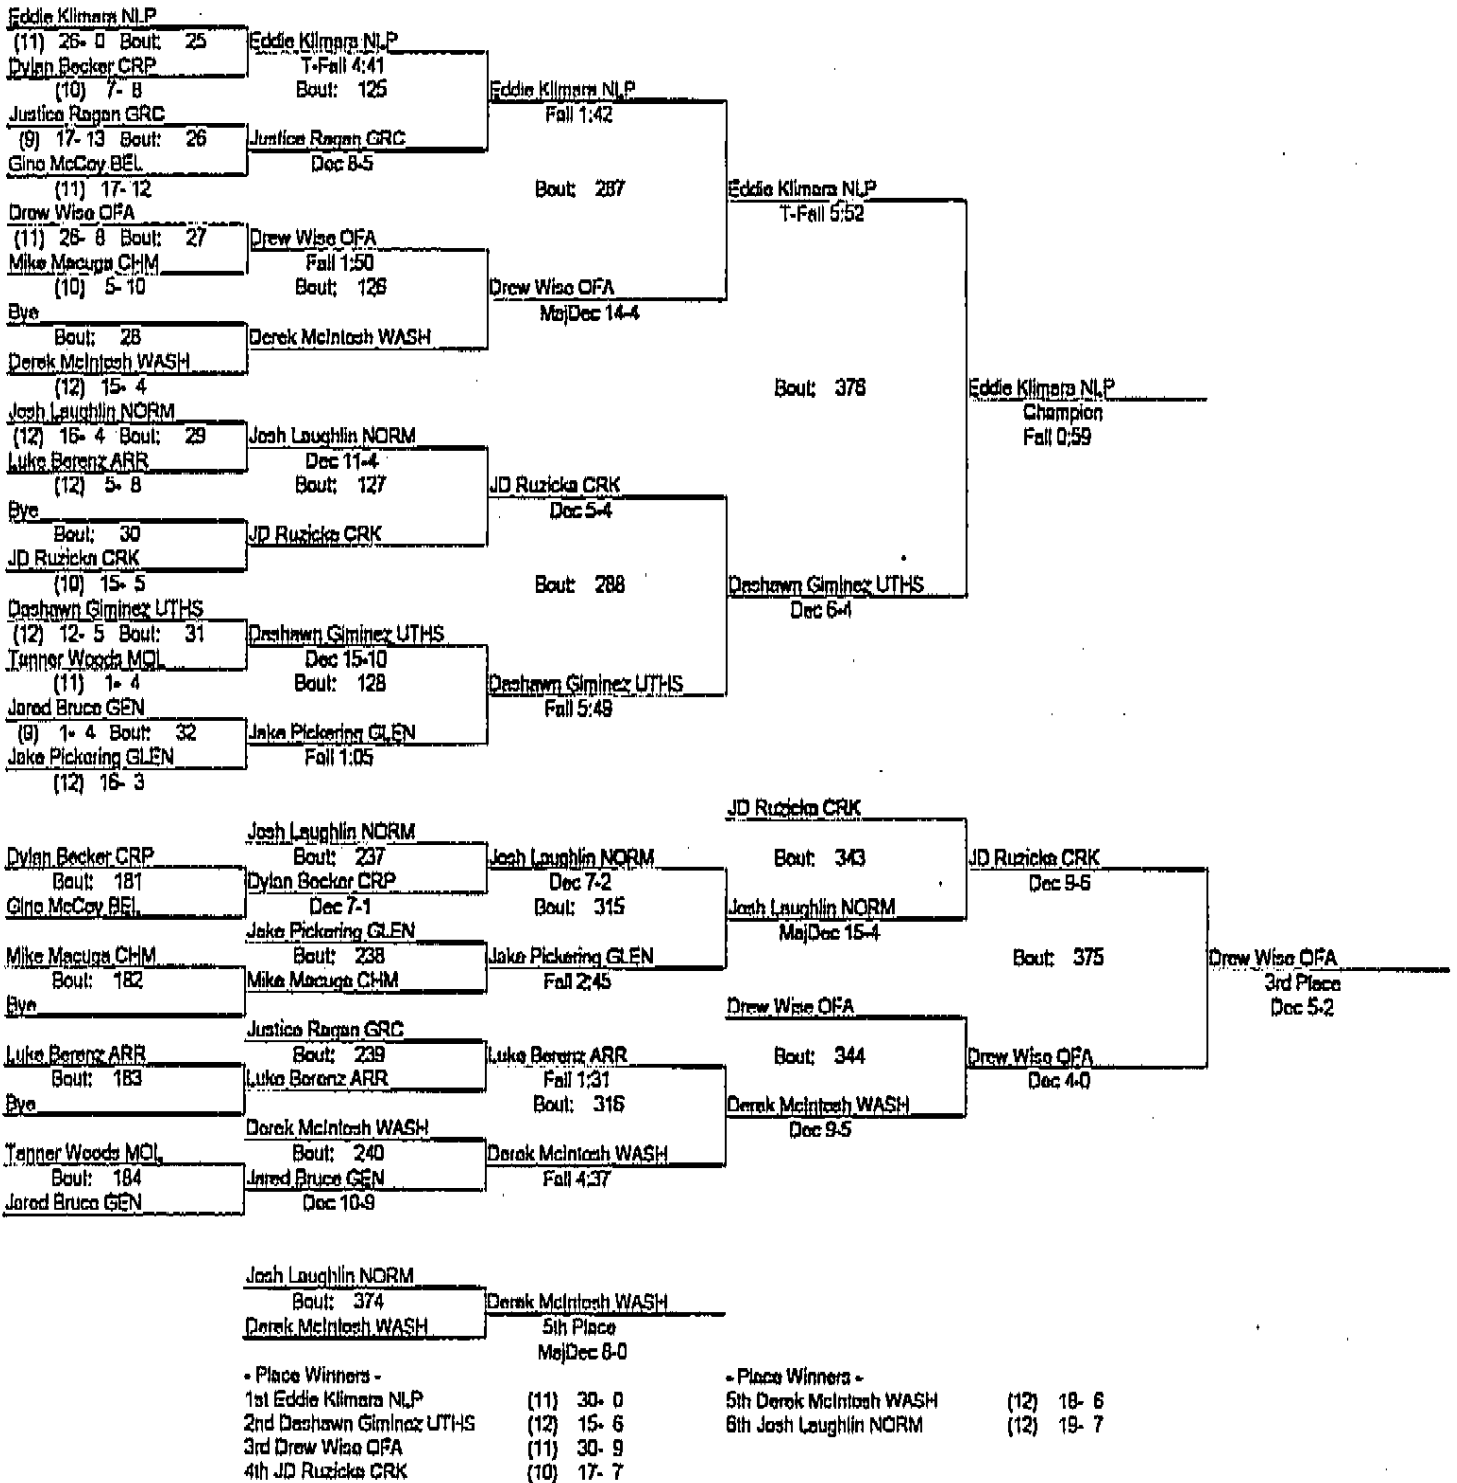 Eddie Klimara NLP
(11) 26- 0 Bout: 25
Dylan Becker CRP
(10) 7- 8
Justice Ragan GRC
(9) 17- 13 Bout: 26
Gino McCoy BEL
(11) 17- 12
Drew Wise OFA
(11) 26- 8 Bout: 27
Mike Macuga CHM
(10) 5- 10
Bye
Bout: 28
Derek McIntosh WASH
(12) 15- 4
Josh Laughlin NORM
(12) 16- 4 Bout: 29
Luke Berenz ARR
(12) 5- 8
Bye
Bout: 30
JD Ruzicka CRK
(10) 15- 5
Dashawn Giminez UTHS
(12) 12- 5 Bout: 31
Tanner Woods MOL
(11) 1- 4
Jared Bruce GEN
(9) 1- 4 Bout: 32
Jake Pickering GLEN
(12) 16- 3
Eddie Klimara NLP
T-Fall 4:41
Bout: 125
Justice Ragan GRC
Dec 8-5
Drew Wise OFA
Fall 1:50
Bout: 126
Derek McIntosh WASH
Josh Laughlin NORM
Dec 11-4
Bout: 127
JD Ruzicka CRK
Dashawn Giminez UTHS
Dec 15-10
Bout: 128
Jake Pickering GLEN
Fall 1:05
Eddie Klimara NLP
Fall 1:42
Bout: 287
Drew Wise OFA
MajDec 14-4
JD Ruzicka CRK
Dec 5-4
Bout: 288
Dashawn Giminez UTHS
Fall 5:49
Eddie Klimara NLP
T-Fall 5:52
Bout: 376
Dashawn Giminez UTHS
Dec 6-4
Eddie Klimara NLP
Champion
Fall 0:59
Dylan Becker CRP
Bout: 181
Gino McCoy BEL
Mike Macuga CHM
Bout: 182
Bye
Luke Berenz ARR
Bout: 183
Bye
Tanner Woods MOL
Bout: 184
Jared Bruce GEN
Josh Laughlin NORM
Bout: 237
Dylan Becker CRP
Dec 7-1
Jake Pickering GLEN
Bout: 238
Mike Macuga CHM
Justice Ragan GRC
Bout: 239
Luke Berenz ARR
Derek McIntosh WASH
Bout: 240
Jared Bruce GEN
Dec 10-9
Josh Laughlin NORM
Dec 7-2
Bout: 315
Jake Pickering GLEN
Fall 2:45
Luke Berenz ARR
Fall 1:31
Bout: 316
Derek McIntosh WASH
Fall 4:37
JD Ruzicka CRK
Bout: 343
Josh Laughlin NORM
MajDec 15-4
Drew Wise OFA
Bout: 344
Derek McIntosh WASH
Dec 9-5
JD Ruzicka CRK
Dec 9-6
Bout: 375
Drew Wise OFA
Dec 4-0
Drew Wise OFA
3rd Place
Dec 5-2
Josh Laughlin NORM
Bout: 374
Derek McIntosh WASH
Derek McIntosh WASH
5th Place
MajDec 8-0
- Place Winners -
1st Eddie Klimara NLP (11) 30- 0
2nd Dashawn Giminez UTHS (12) 15- 6
3rd Drew Wise OFA (11) 30- 9
4th JD Ruzicka CRK (10) 17- 7
- Place Winners -
5th Derek McIntosh WASH (12) 18- 6
6th Josh Laughlin NORM (12) 19- 7